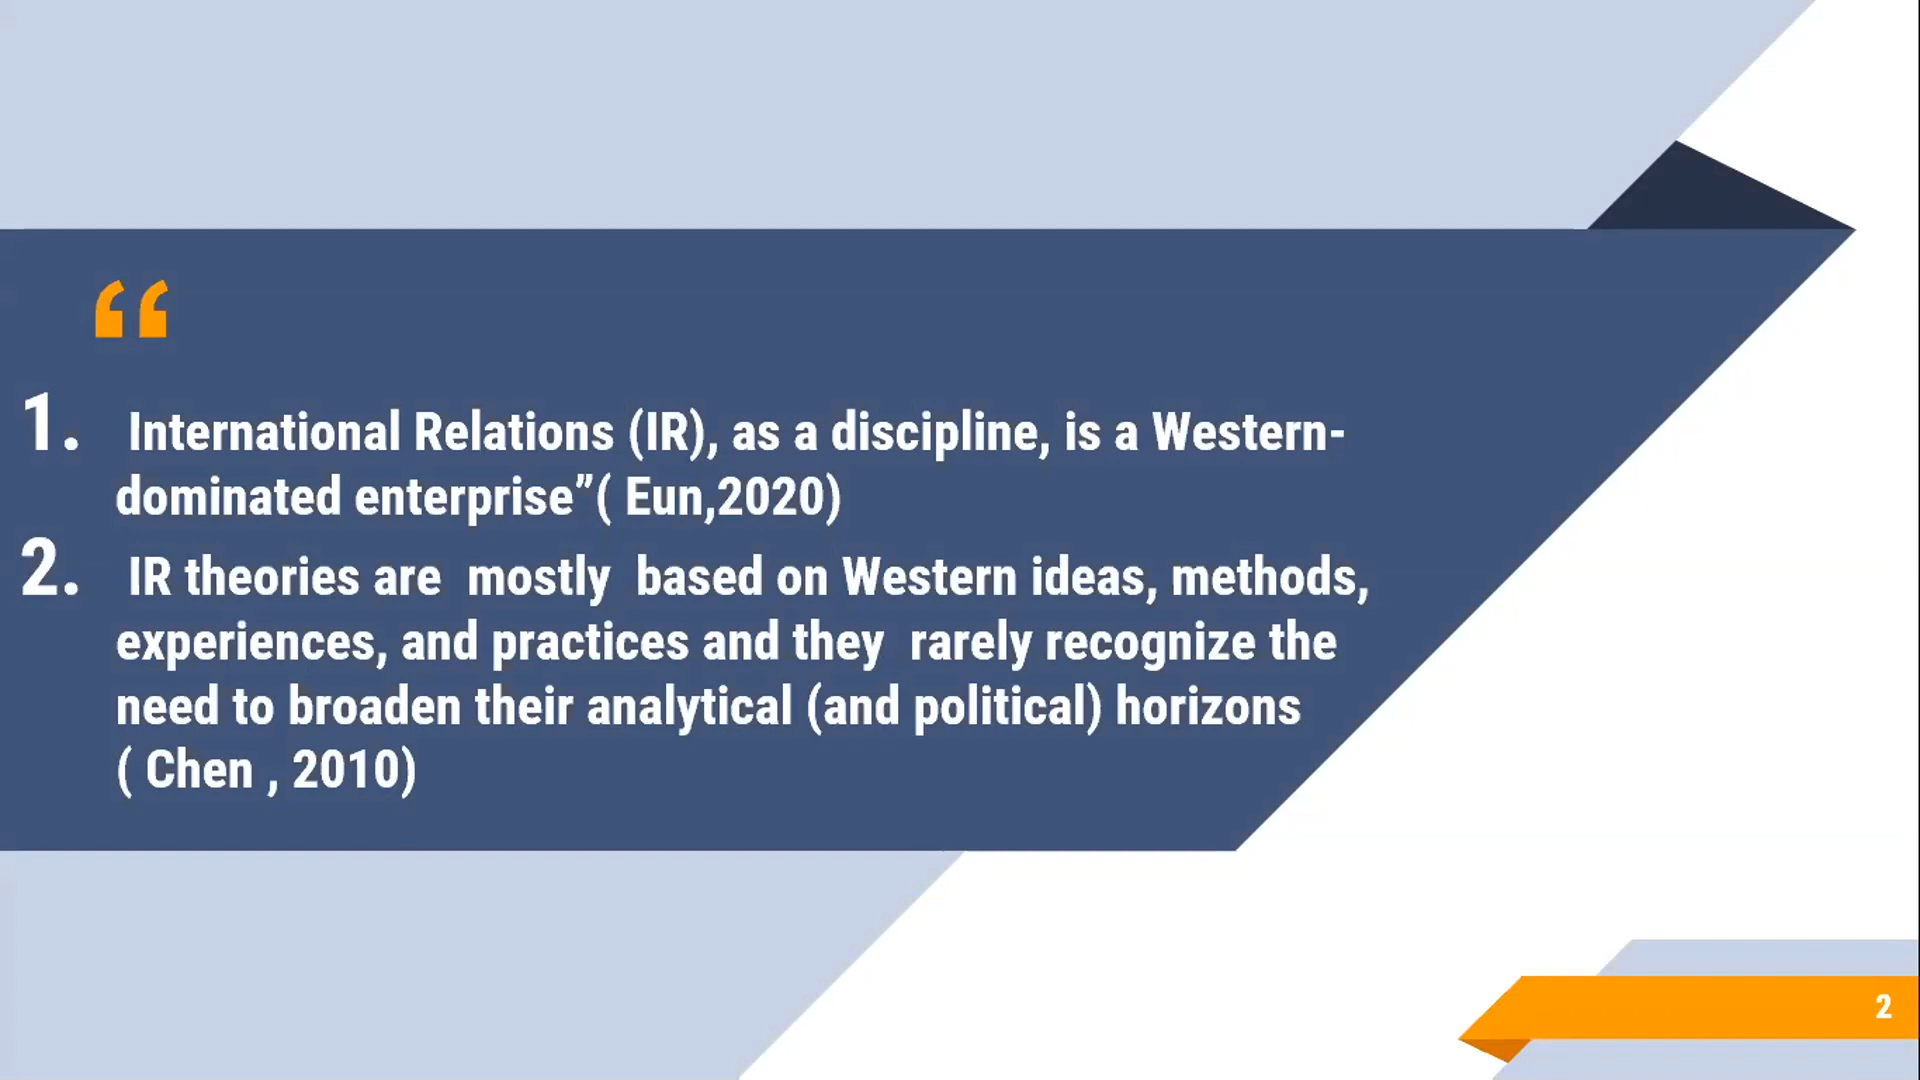 “
1. International Relations (IR), as a discipline, is a Western-
dominated enterprise”( Eun,2020)
2. IR theories are  mostly  based on Western ideas, methods,
experiences, and practices and they  rarely recognize the
need to broaden their analytical (and political) horizons
( Chen , 2010)
2